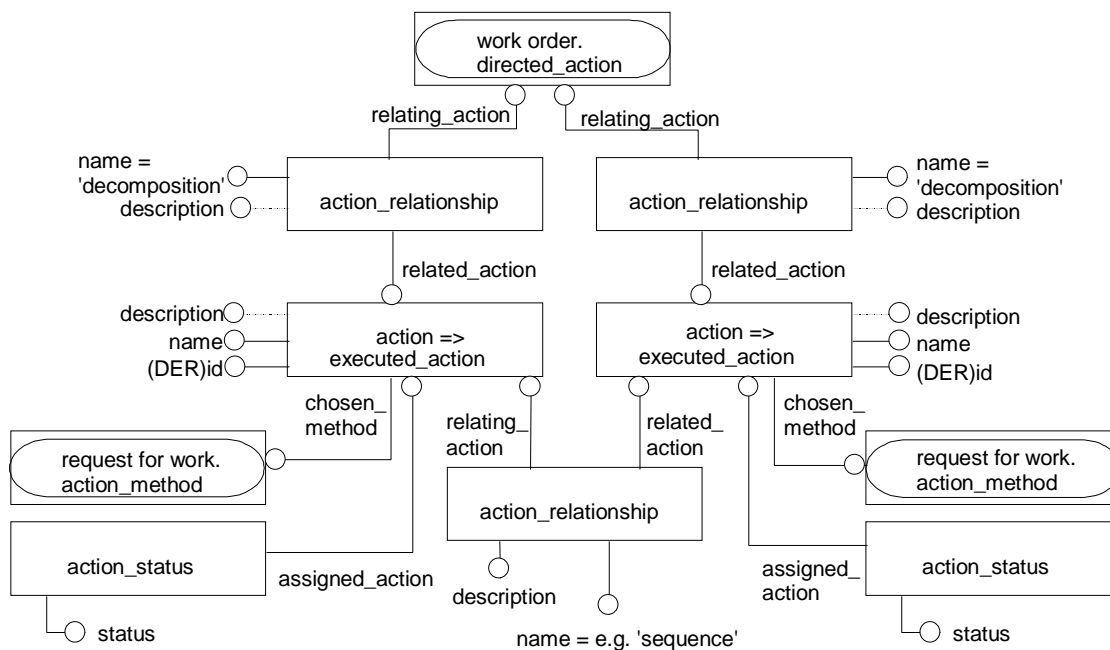 work order.
directed_action
relating_action
relating_action
name =
'decomposition'
description
action_relationship
action_relationship
name =
'decomposition'
description
related_action
related_action
description
name
(DER)id
action =>
executed_action
action =>
executed_action
description
name
(DER)id
chosen_
method
relating_
action
related_
action
chosen_
method
request for work.
action_method
request for work.
action_method
action_relationship
action_status
assigned_action
description
assigned_
action
action_status
status
name = e.g. 'sequence'
status